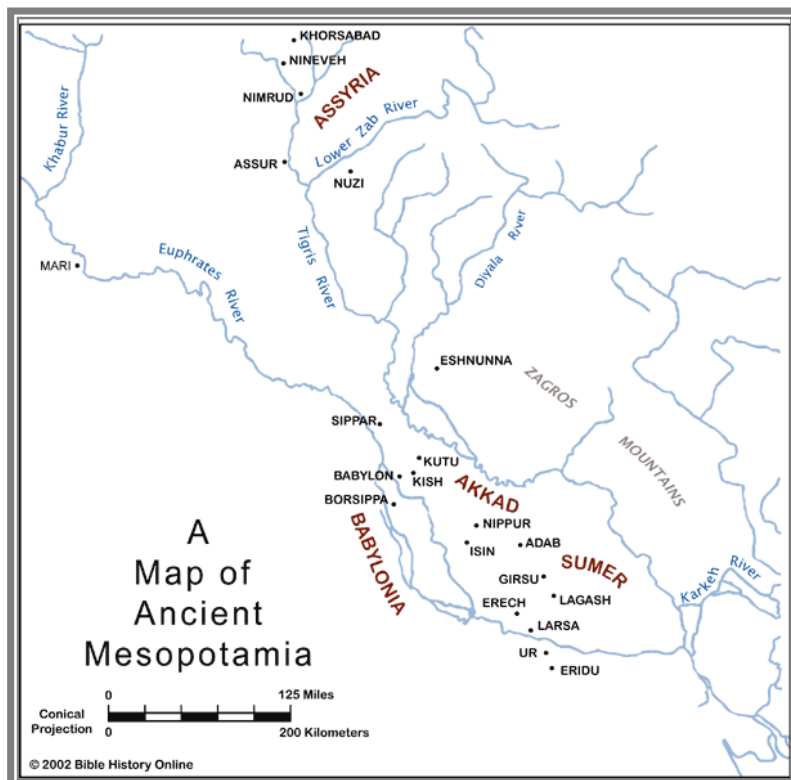 KHORSABAD
NINEVEH
NIMRUD
ASSYRIA
Khabur River
Lower Zab River
ASSUR
NUZI
Tigris River
Diyala River
MARI
Euphrates
River
ESHNUNNA
ZAGROS
MOUNTAINS
SIPPAR
KUTU
BABYLON
KISH
AKKAD
BORSIPPA
BABYLONIA
NIPPUR
ISIN
ADAB
SUMER
GIRSU
LAGASH
ERECH
LARSA
UR
ERIDU
Karkeh River
A
Map of
Ancient
Mesopotamia
0 125 Miles
Conical
Projection
0 200 Kilometers
© 2002 Bible History Online